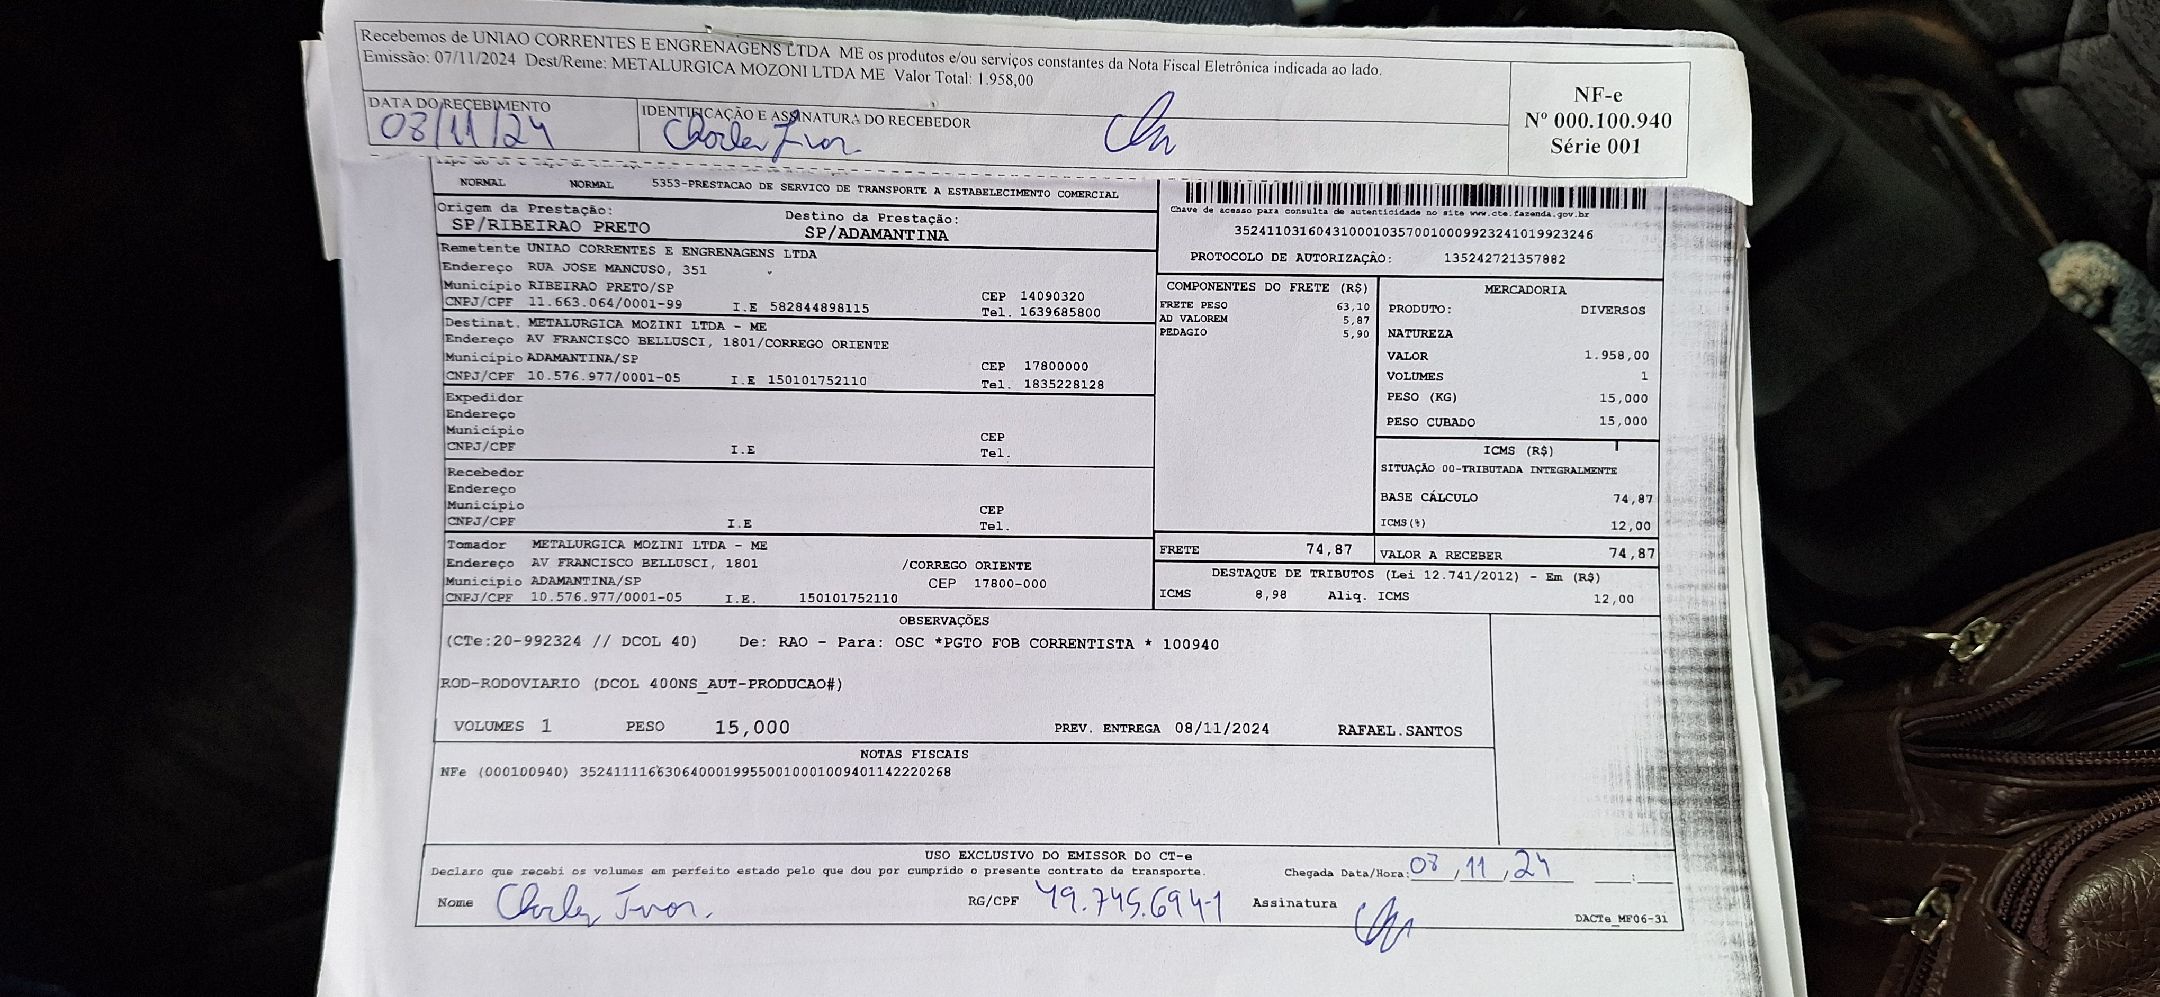 Recebemos de UNIAO CORRENTES E ENGRENAGENS LTDA ME os produtos e/ou serviços constantes da Nota Fiscal Eletrônica indicada ao lado.
Emissão: 07/11/2024 Dest/Reme: METALURGICA MOZONI LTDA ME Valor Total: 1.958,00
DATA DO RECEBIMENTO
08/11/24
IDENTIFICAÇÃO E ASSINATURA DO RECEBEDOR
NF-e
Nº 000.100.940
Série 001
NORMAL NORMAL 5353-PRESTACAO DE SERVICO DE TRANSPORTE A ESTABELECIMENTO COMERCIAL
Chave de acesso para consulta de autenticidade no site www.cte.fazenda.gov.br
35241103160431000103570010009923241019923246
PROTOCOLO DE AUTORIZAÇÃO: 135242721357882
Origem da Prestação:
SP/RIBEIRAO PRETO
Destino da Prestação:
SP/ADAMANTINA
Remetente UNIAO CORRENTES E ENGRENAGENS LTDA
Endereço RUA JOSE MANCUSO, 351
Município RIBEIRAO PRETO/SP CEP 14090320
CNPJ/CPF 11.663.064/0001-99 I.E 582844898115 Tel. 1639685800
Destinat. METALURGICA MOZINI LTDA - ME
Endereço AV FRANCISCO BELLUSCI, 1801/CORREGO ORIENTE
Município ADAMANTINA/SP CEP 17800000
CNPJ/CPF 10.576.977/0001-05 I.E 150101752110 Tel. 1835228128
Expedidor
Endereço
Município CEP
CNPJ/CPF I.E Tel.
Recebedor
Endereço
Município CEP
CNPJ/CPF I.E Tel.
Tomador METALURGICA MOZINI LTDA - ME
Endereço AV FRANCISCO BELLUSCI, 1801 /CORREGO ORIENTE
Município ADAMANTINA/SP CEP 17800-000
CNPJ/CPF 10.576.977/0001-05 I.E. 150101752110
COMPONENTES DO FRETE (R$)
FRETE PESO 63,10
AD VALOREM 5,87
PEDAGIO 5,90
MERCADORIA
PRODUTO: DIVERSOS
NATUREZA
VALOR 1.958,00
VOLUMES 1
PESO (KG) 15,000
PESO CUBADO 15,000
ICMS (R$)
SITUAÇÃO 00-TRIBUTADA INTEGRALMENTE
BASE CÁLCULO 74,87
ICMS(%) 12,00
FRETE 74,87
VALOR A RECEBER 74,87
DESTAQUE DE TRIBUTOS (Lei 12.741/2012) - Em (R$)
ICMS 8,98 Aliq. ICMS 12,00
OBSERVAÇÕES
(CTe:20-992324 // DCOL 40) De: RAO - Para: OSC *PGTO FOB CORRENTISTA * 100940
ROD-RODOVIARIO (DCOL 400NS_AUT-PRODUCAO#)
VOLUMES 1 PESO 15,000 PREV. ENTREGA 08/11/2024 RAFAEL.SANTOS
NOTAS FISCAIS
NFe (000100940) 35241111663064000199550010001009401142220268
USO EXCLUSIVO DO EMISSOR DO CT-e
Declaro que recebi os volumes em perfeito estado pelo que dou por cumprido o presente contrato de transporte.
Chegada Data/Hora: 08, 11, 24 :
Nome
RG/CPF 49.745.694-1
Assinatura
DACTe_MF06-31